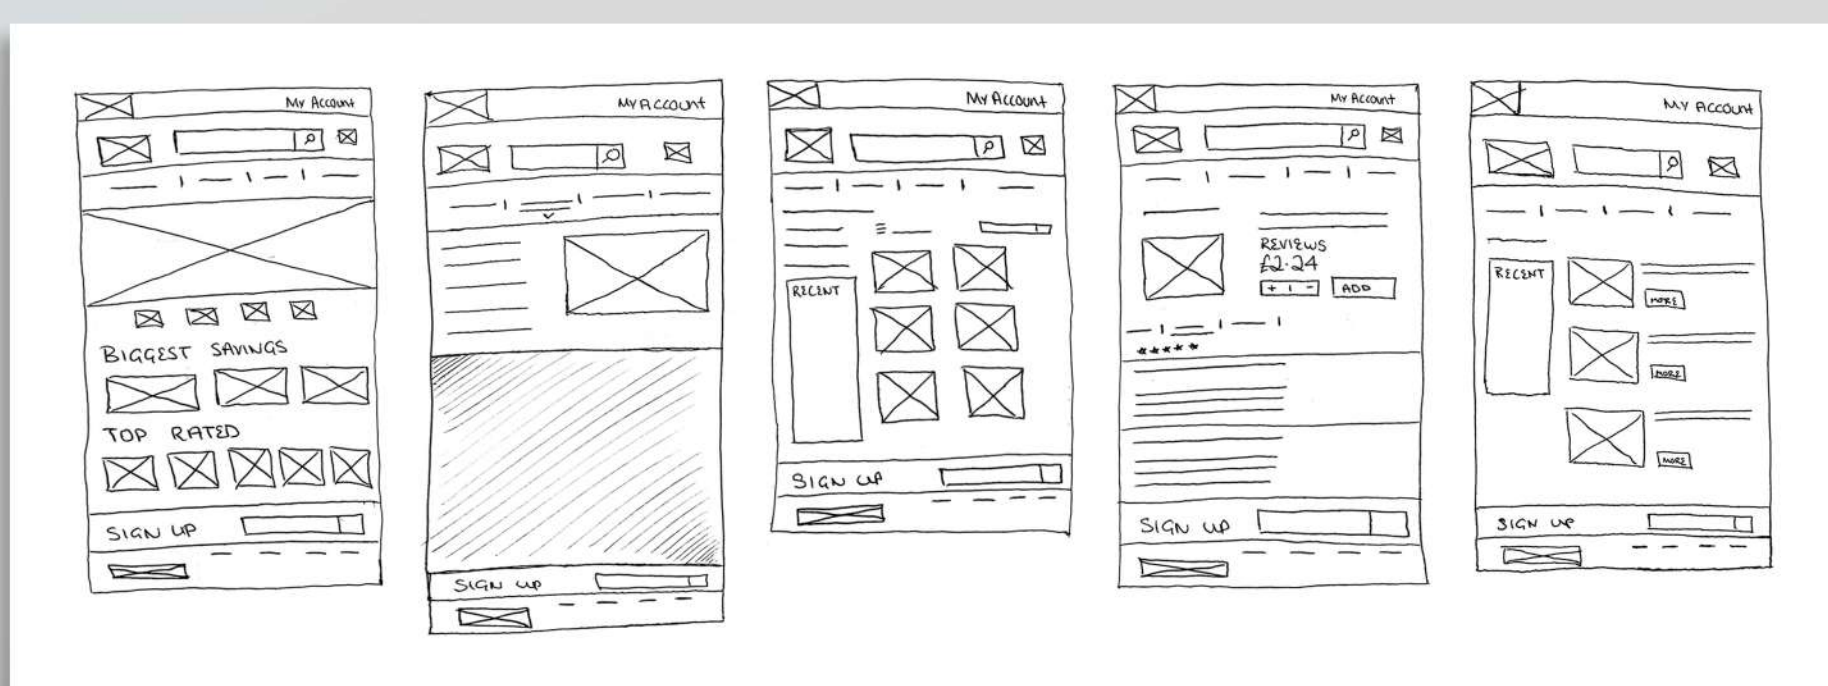 My Account
BIGGEST SAVINGS
TOP RATED
SIGN UP
My Account
SIGN UP
My Account
RECENT
SIGN UP
My Account
REVIEWS
£2.24
+ 1 -
ADD
★★★★★
SIGN UP
My Account
RECENT
MORE
MORE
MORE
SIGN UP